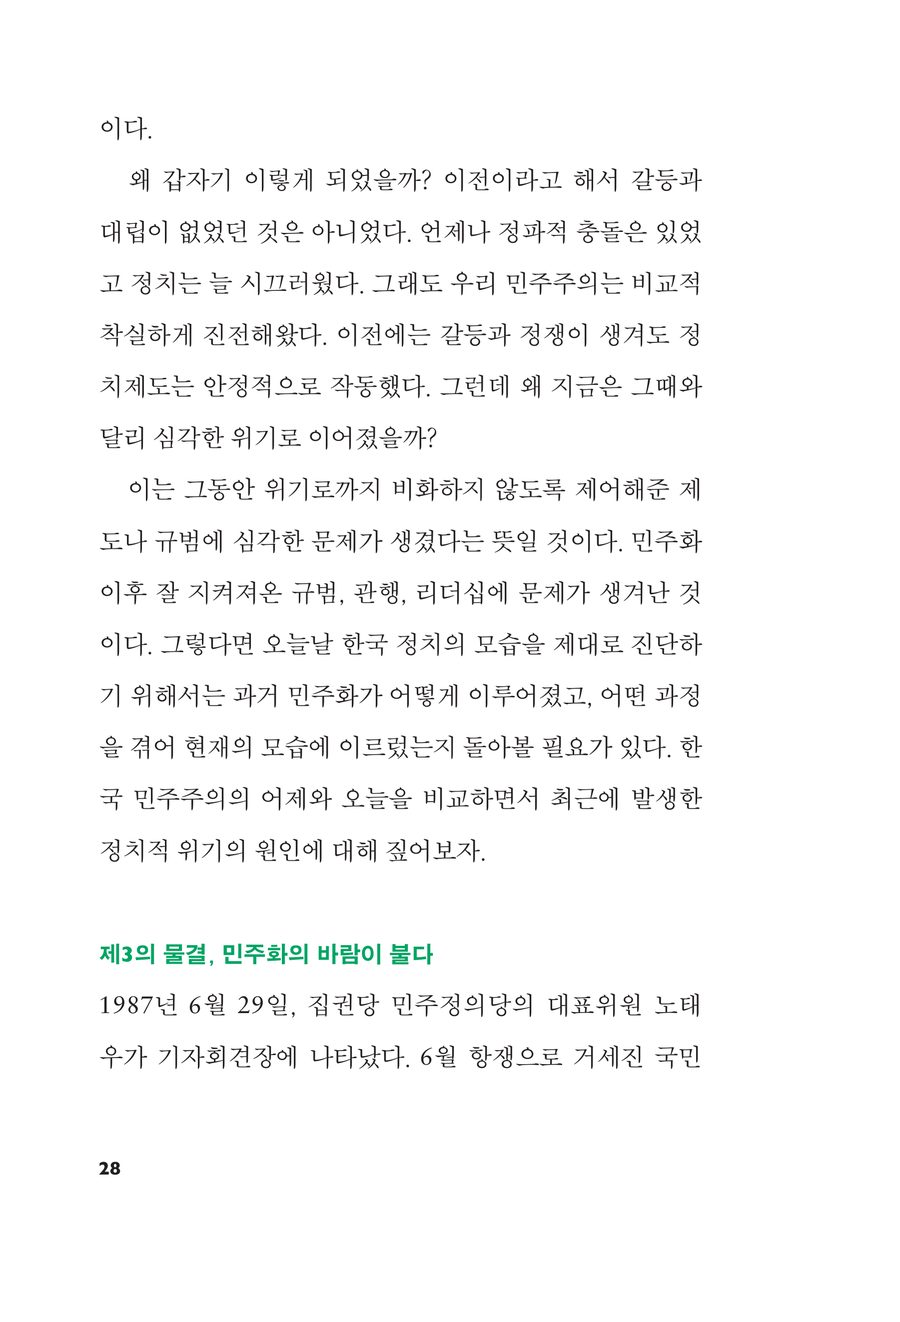 이다.
왜 갑자기 이렇게 되었을까? 이전이라고 해서 갈등과
대립이 없었던 것은 아니었다. 언제나 정파적 충돌은 있었
고 정치는 늘 시끄러웠다. 그래도 우리 민주주의는 비교적
착실하게 진전해왔다. 이전에는 갈등과 정쟁이 생겨도 정
치제도는 안정적으로 작동했다. 그런데 왜 지금은 그때와
달리 심각한 위기로 이어졌을까?
이는 그동안 위기로까지 비화하지 않도록 제어해준 제
도나 규범에 심각한 문제가 생겼다는 뜻일 것이다. 민주화
이후 잘 지켜져온 규범, 관행, 리더십에 문제가 생겨난 것
이다. 그렇다면 오늘날 한국 정치의 모습을 제대로 진단하
기 위해서는 과거 민주화가 어떻게 이루어졌고, 어떤 과정
을 겪어 현재의 모습에 이르렀는지 돌아볼 필요가 있다. 한
국 민주주의의 어제와 오늘을 비교하면서 최근에 발생한
정치적 위기의 원인에 대해 짚어보자.
제3의 물결, 민주화의 바람이 불다
1987년 6월 29일, 집권당 민주정의당의 대표위원 노태
우가 기자회견장에 나타났다. 6월 항쟁으로 거세진 국민
28